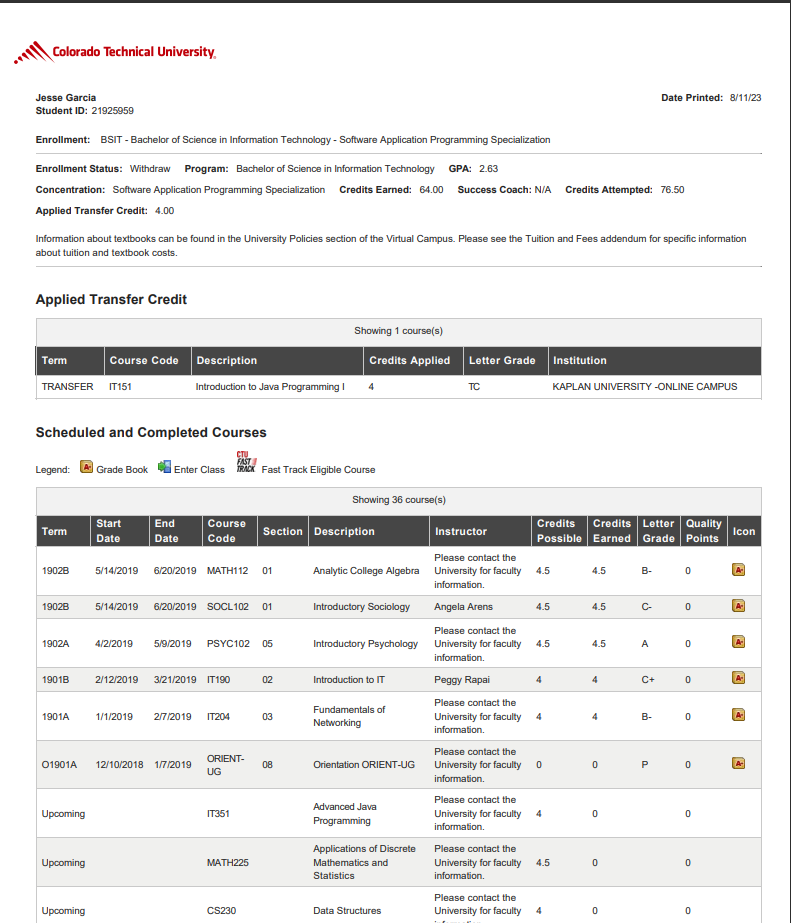 Colorado Technical University
Jesse Garcia
Date Printed: 8/11/23
Student ID: 21925959
Enrollment: BSIT - Bachelor of Science in Information Technology - Software Application Programming Specialization
Enrollment Status: Withdraw Program: Bachelor of Science in Information Technology GPA: 2.63
Concentration: Software Application Programming Specialization Credits Earned: 64.00 Success Coach: N/A Credits Attempted: 76.50
Applied Transfer Credit: 4.00
Information about textbooks can be found in the University Policies section of the Virtual Campus. Please see the Tuition and Fees addendum for specific information
about tuition and textbook costs.
Applied Transfer Credit
Showing 1 course(s)
Term Course Code Description Credits Applied Letter Grade Institution
TRANSFER IT151 Introduction to Java Programming I 4 TC KAPLAN UNIVERSITY -ONLINE CAMPUS
Scheduled and Completed Courses
Legend: A+ Grade Book Enter Class CTU FAST TRACK Fast Track Eligible Course
Showing 36 course(s)
Term Start Date End Date Course Code Section Description Instructor Credits Possible Credits Earned Letter Grade Quality Points Icon
1902B 5/14/2019 6/20/2019 MATH112 01 Analytic College Algebra Please contact the University for faculty information. 4.5 4.5 B- 0 A+
1902B 5/14/2019 6/20/2019 SOCL102 01 Introductory Sociology Angela Arens 4.5 4.5 C- 0 A+
1902A 4/2/2019 5/9/2019 PSYC102 05 Introductory Psychology Please contact the University for faculty information. 4.5 4.5 A 0 A+
1901B 2/12/2019 3/21/2019 IT190 02 Introduction to IT Peggy Rapai 4 4 C+ 0 A+
1901A 1/1/2019 2/7/2019 IT204 03 Fundamentals of Networking Please contact the University for faculty information. 4 4 B- 0 A+
O1901A 12/10/2018 1/7/2019 ORIENT-UG 08 Orientation ORIENT-UG Please contact the University for faculty information. 0 0 P 0 A+
Upcoming IT351 Advanced Java Programming Please contact the University for faculty information. 4 0 0
Upcoming MATH225 Applications of Discrete Mathematics and Statistics Please contact the University for faculty information. 4.5 0 0
Upcoming CS230 Data Structures Please contact the University for faculty 4 0 0